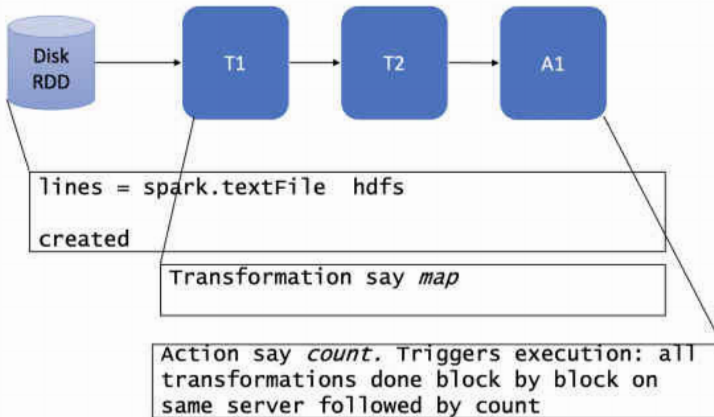 Disk
RDD
T1
T2
A1
lines = spark.textFile hdfs
created
Transformation say map
Action say count. Triggers execution: all
transformations done block by block on
same server followed by count